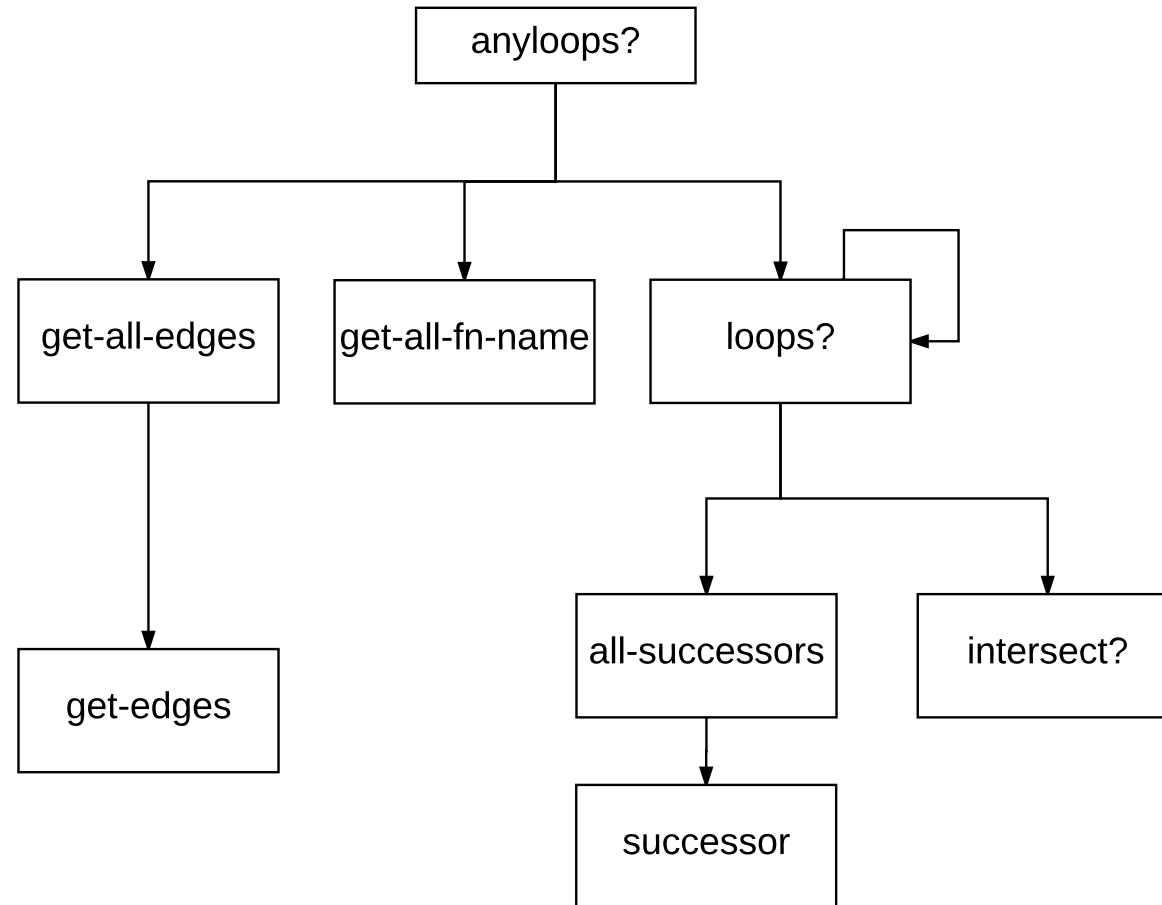 anyloops?
get-all-edges
get-all-fn-name
loops?
all-successors
intersect?
get-edges
successor